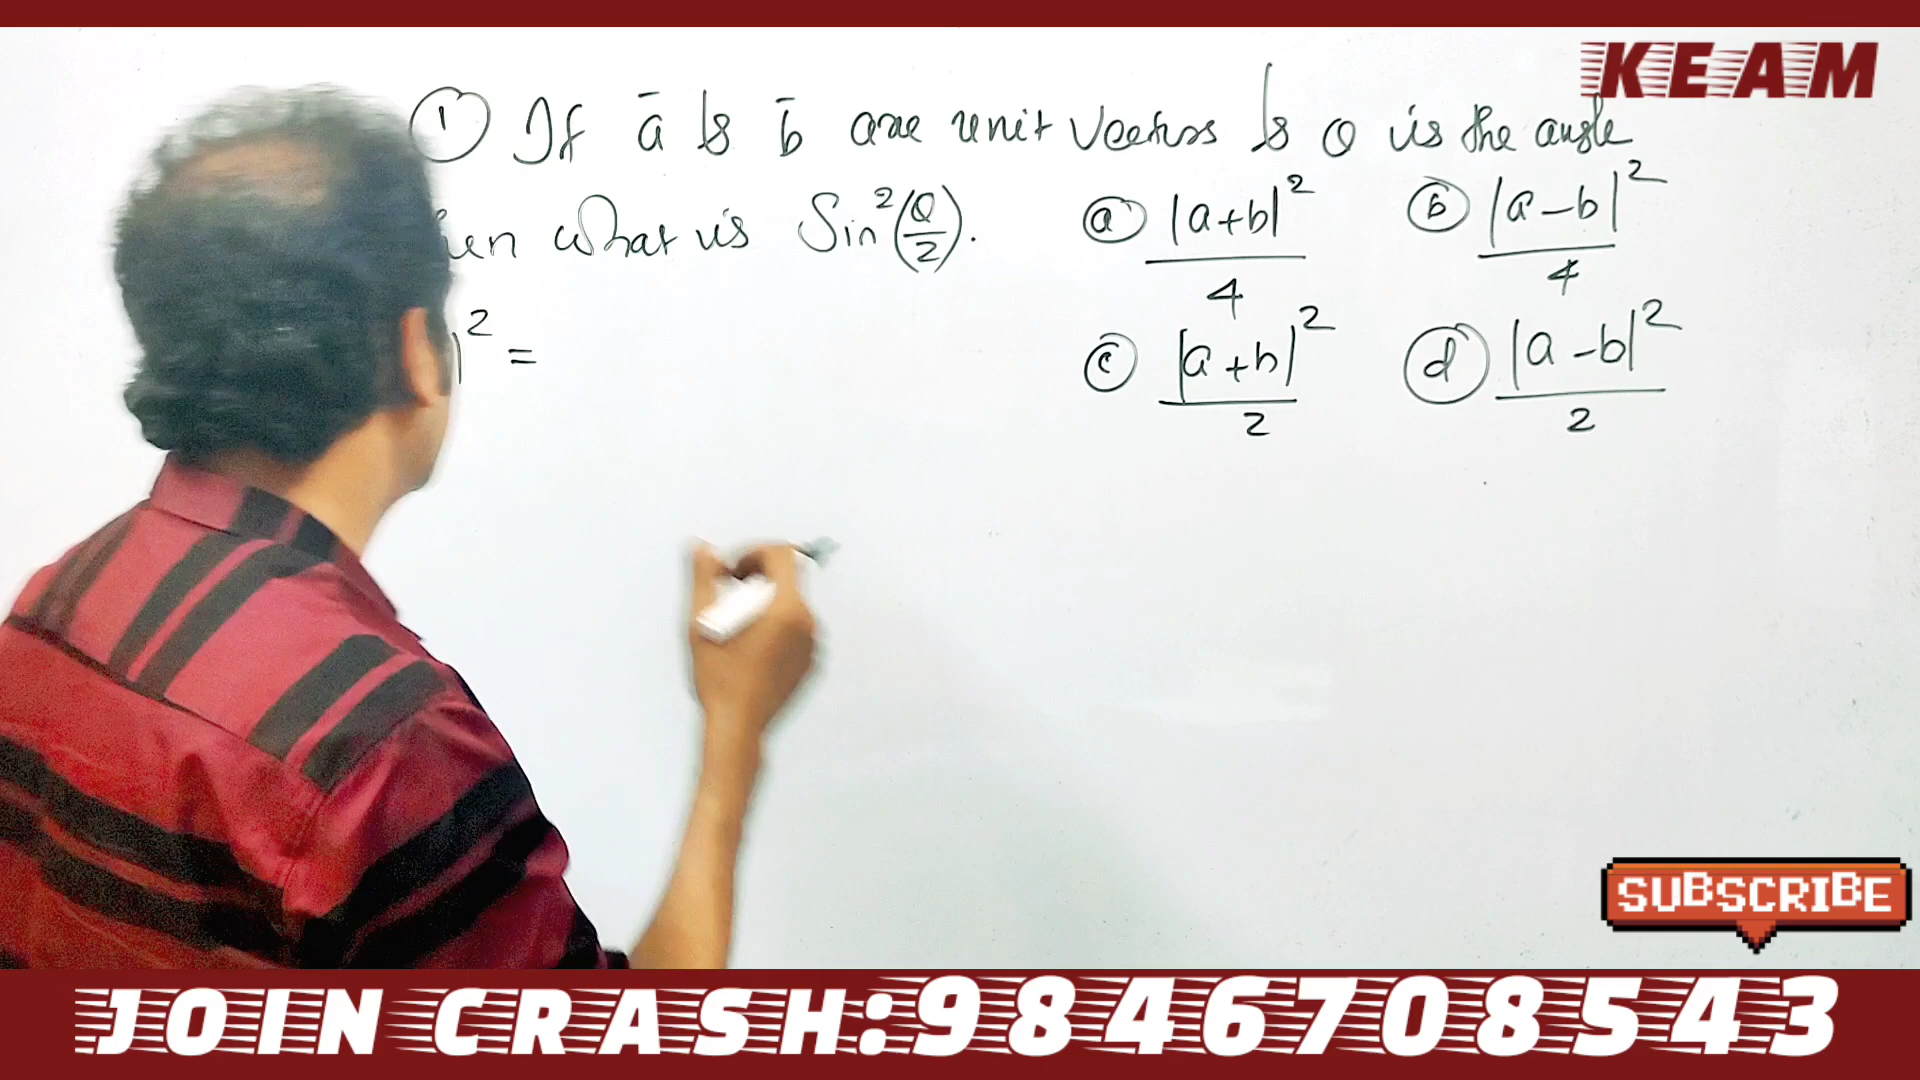 KEAM
① If ā & b̄ are unit vectors & θ is the angle
what is Sin²(θ/2).
ⓐ |a+b|²/4 ⓑ |a-b|²/4
|² =
ⓒ |a+b|²/2 ⓓ |a-b|²/2
SUBSCRIBE
JOIN CRASH:9846708543